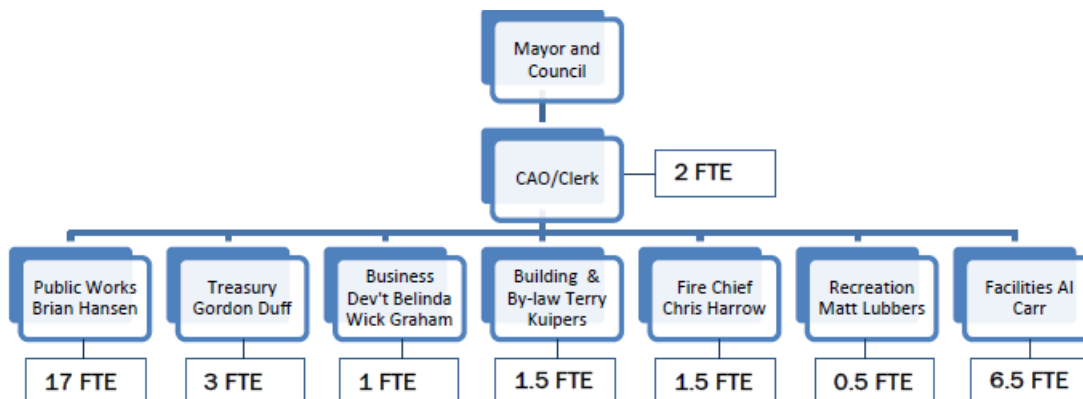 Mayor and
Council
CAO/Clerk
2 FTE
Public Works
Brian Hansen
Treasury
Gordon Duff
Business
Dev't Belinda
Wick Graham
Building &
By-law Terry
Kuipers
Fire Chief
Chris Harrow
Recreation
Matt Lubbers
Facilities Al
Carr
17 FTE
3 FTE
1 FTE
1.5 FTE
1.5 FTE
0.5 FTE
6.5 FTE